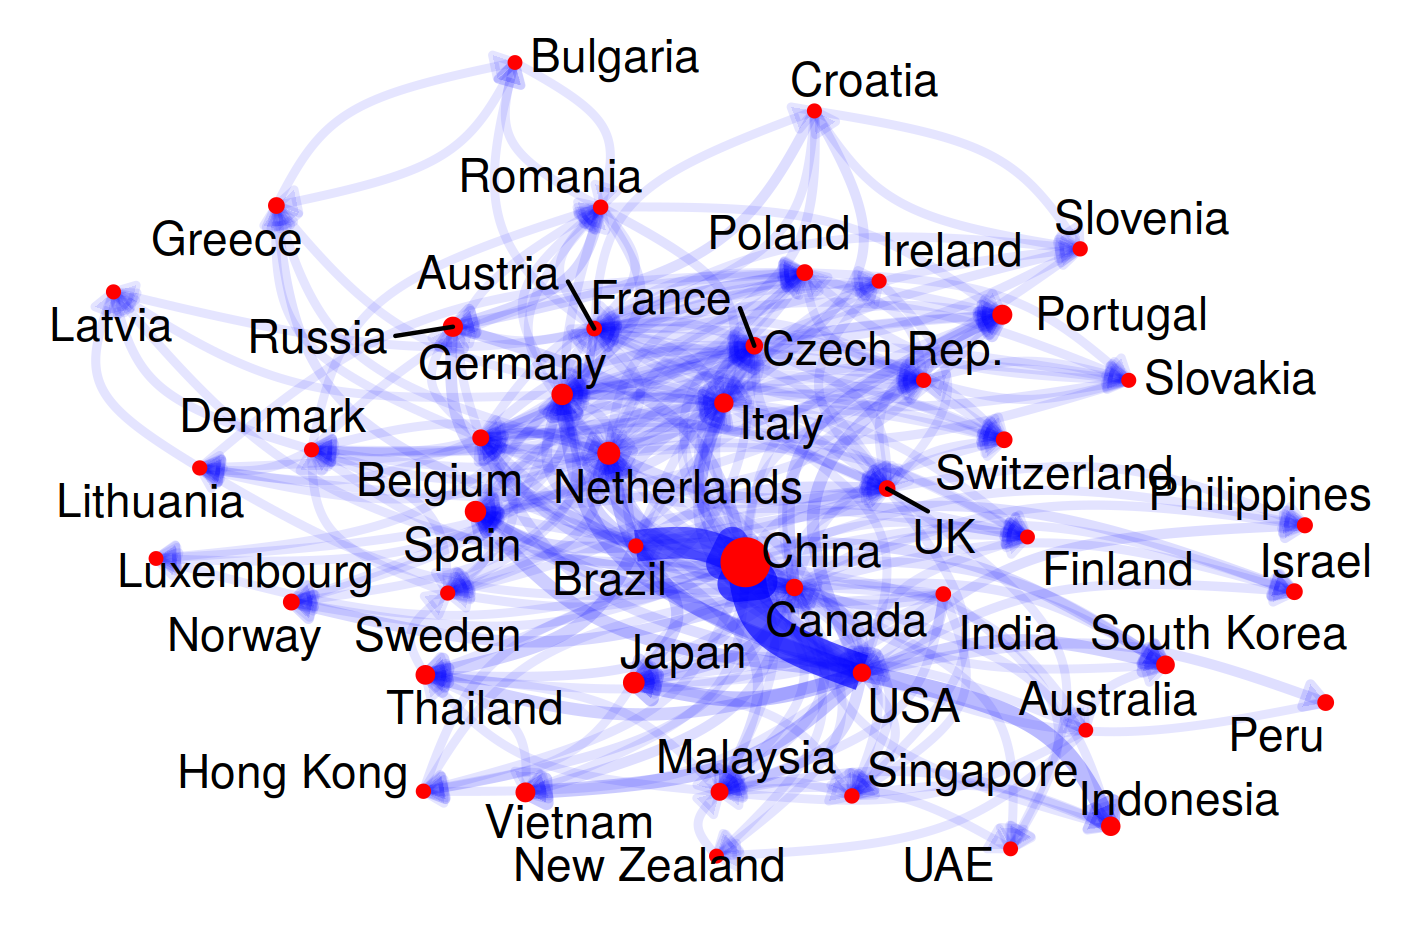 Bulgaria
Croatia
Romania
Slovenia
Poland
Ireland
Greece
Austria
France
Latvia
Russia
Portugal
Germany
Czech Rep.
Slovakia
Denmark
Italy
Belgium
Netherlands
Switzerland
Philippines
Lithuania
Spain
UK
China
Finland
Israel
Luxembourg
Brazil
Norway
Sweden
Canada
India
South Korea
Japan
Thailand
USA
Australia
Peru
Hong Kong
Malaysia
Singapore
Indonesia
Vietnam
New Zealand
UAE